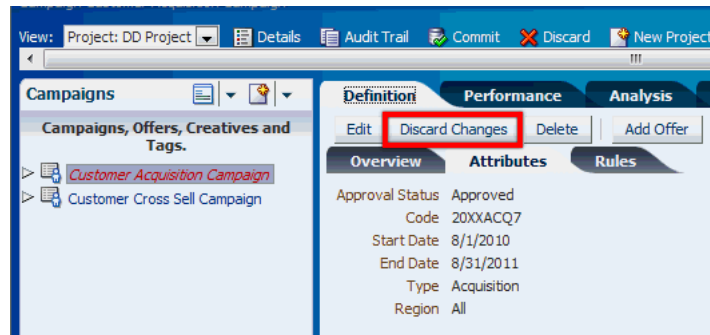 View: Project: DD Project Details Audit Trail Commit Discard New Project
Campaigns
Campaigns, Offers, Creatives and
Tags.
Customer Acquisition Campaign
Customer Cross Sell Campaign
Definition Performance Analysis
Edit Discard Changes Delete Add Offer
Overview Attributes Rules
Approval Status Approved
Code 20XXACQ7
Start Date 8/1/2010
End Date 8/31/2011
Type Acquisition
Region All